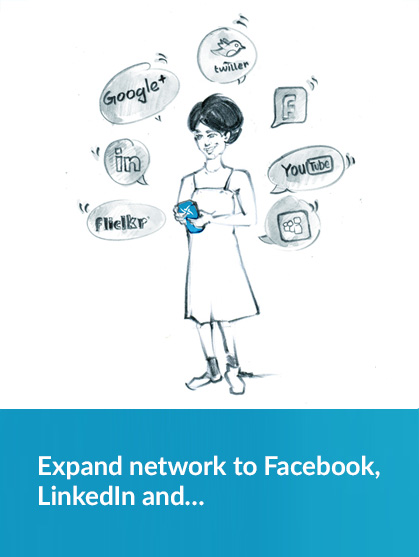 twitter
Google+
f
in
YouTube
flickr
Expand network to Facebook,
LinkedIn and...